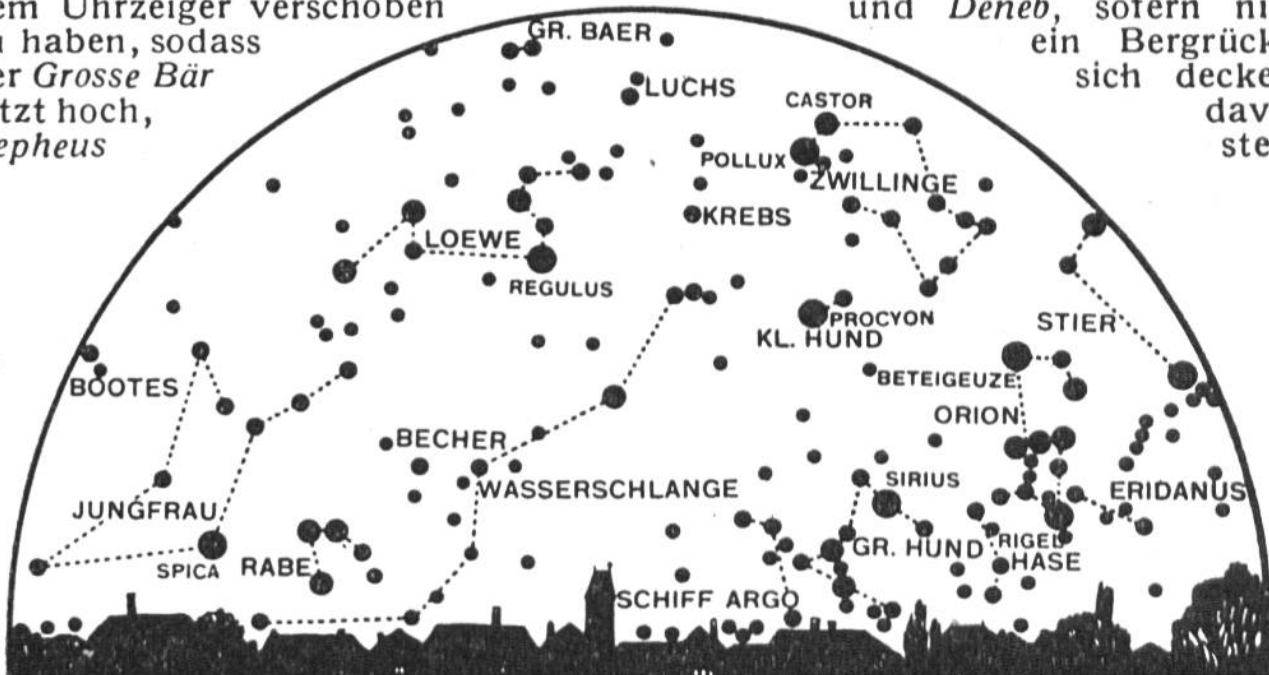 em Uhrzeiger verschoben
haben, sodass
er Grosse Bär
tzt hoch,
epheus
und Deneb, sofern ni
ein Bergrück
sich decke
dav
ste
GR. BAER
LUCHS
CASTOR
POLLUX
ZWILLINGE
KREBS
LOEWE
REGULUS
PROCYON
KL. HUND
STIER
BOOTES
BETEIGEUZE
ORION
BECHER
WASSERSCHLANGE
SIRIUS
ERIDANUS
JUNGFRAU
SPICA
RABE
GR. HUND
RIGEL
HASE
SCHIFF ARGO